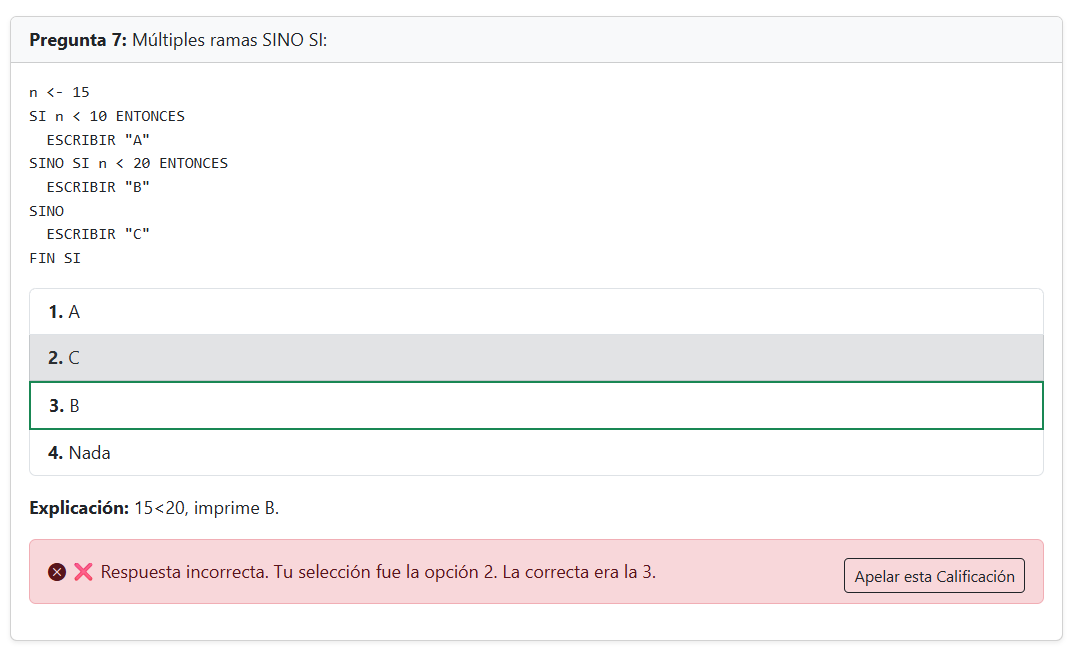 Pregunta 7: Múltiples ramas SINO SI:
n <- 15
SI n < 10 ENTONCES
  ESCRIBIR "A"
SINO SI n < 20 ENTONCES
  ESCRIBIR "B"
SINO
  ESCRIBIR "C"
FIN SI
1. A
2. C
3. B
4. Nada
Explicación: 15<20, imprime B.
❌ Respuesta incorrecta. Tu selección fue la opción 2. La correcta era la 3.
Apelar esta Calificación